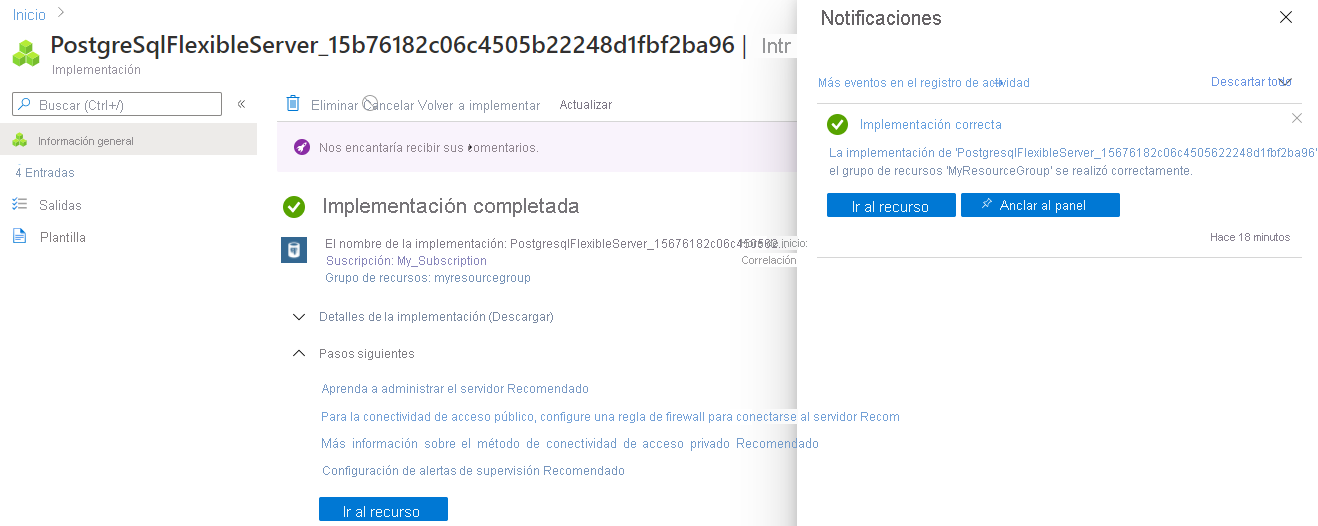 Inicio
PostgreSqlFlexibleServer_15b76182c06c4505b22248d1fbf2ba96 | Intr
Implementación
Buscar (Ctrl+/)
Información general
4 Entradas
Salidas
Plantilla
Eliminar Cancelar Volver a implementar Actualizar
Nos encantaría recibir sus comentarios.
Implementación completada
El nombre de la implementación: PostgresqlFlexibleServer_15676182c06c450562... inicio:
Suscripción: My_Subscription Correlación
Grupo de recursos: myresourcegroup
Detalles de la implementación (Descargar)
Pasos siguientes
Aprenda a administrar el servidor Recomendado
Para la conectividad de acceso público, configure una regla de firewall para conectarse al servidor Recom
Más información sobre el método de conectividad de acceso privado Recomendado
Configuración de alertas de supervisión Recomendado
Ir al recurso
Notificaciones
Más eventos en el registro de actividad Descartar todo
Implementación correcta
La implementación de 'PostgresqlFlexibleServer_15676182c06c4505622248d1fbf2ba96'
el grupo de recursos 'MyResourceGroup' se realizó correctamente.
Ir al recurso Anclar al panel
Hace 18 minutos